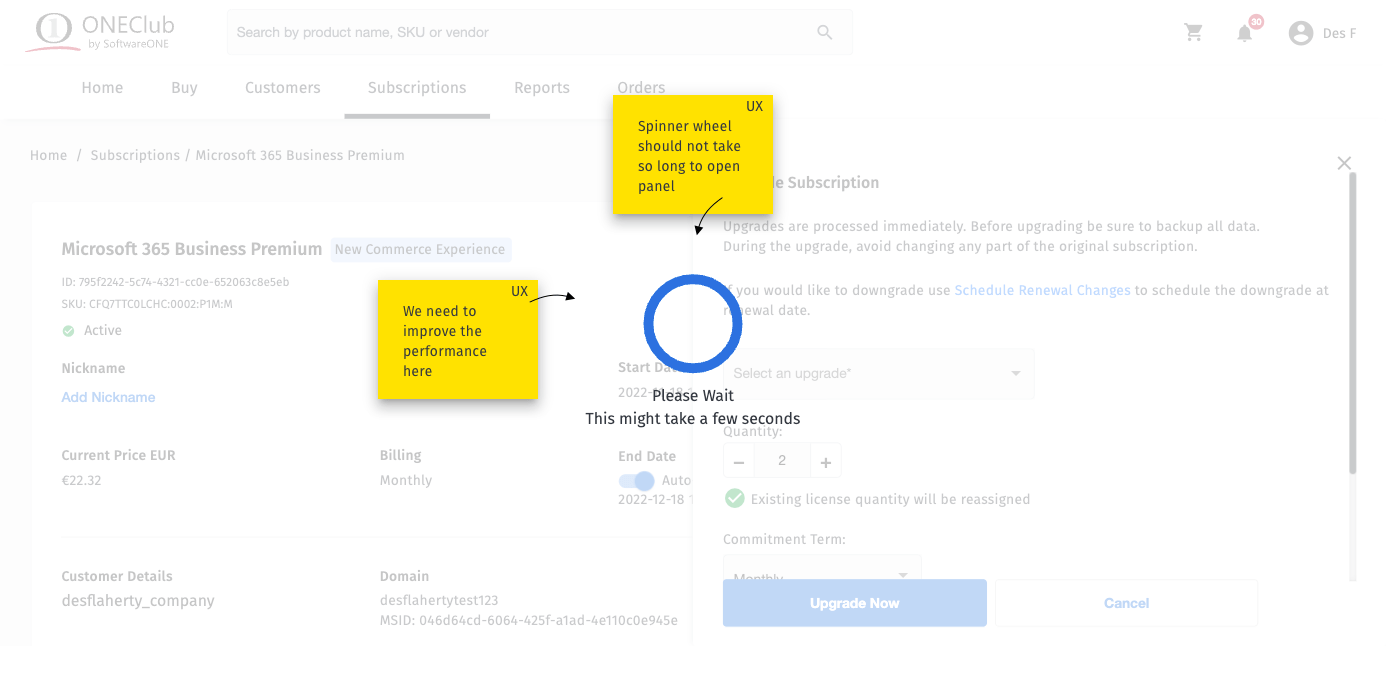 ONEClub
by SoftwareONE
Search by product name, SKU or vendor
30
Des F
Home
Buy
Customers
Subscriptions
Reports
Orders
Home / Subscriptions / Microsoft 365 Business Premium
UX
Spinner wheel
should not take
so long to open
panel
Microsoft 365 Business Premium
New Commerce Experience
ID: 795f2242-5c74-4321-cc0e-652063c8e5eb
SKU: CFQ7TTC0LCHC:0002:P1M:M
Active
Nickname
Add Nickname
UX
We need to
improve the
performance
here
Start Da
2022-
Current Price EUR
€22.32
Billing
Monthly
End Date
Auto
2022-12-18 1
Customer Details
desflaherty_company
Domain
desflahertytest123
MSID: 046d64cd-6064-425f-a1ad-4e110c0e945e
Please Wait
This might take a few seconds
de Subscription
Upgrades are processed immediately. Before upgrading be sure to backup all data.
During the upgrade, avoid changing any part of the original subscription.
If you would like to downgrade use Schedule Renewal Changes to schedule the downgrade at
renewal date.
Select an upgrade*
Quantity:
2
Existing license quantity will be reassigned
Commitment Term:
Monthly
Upgrade Now
Cancel